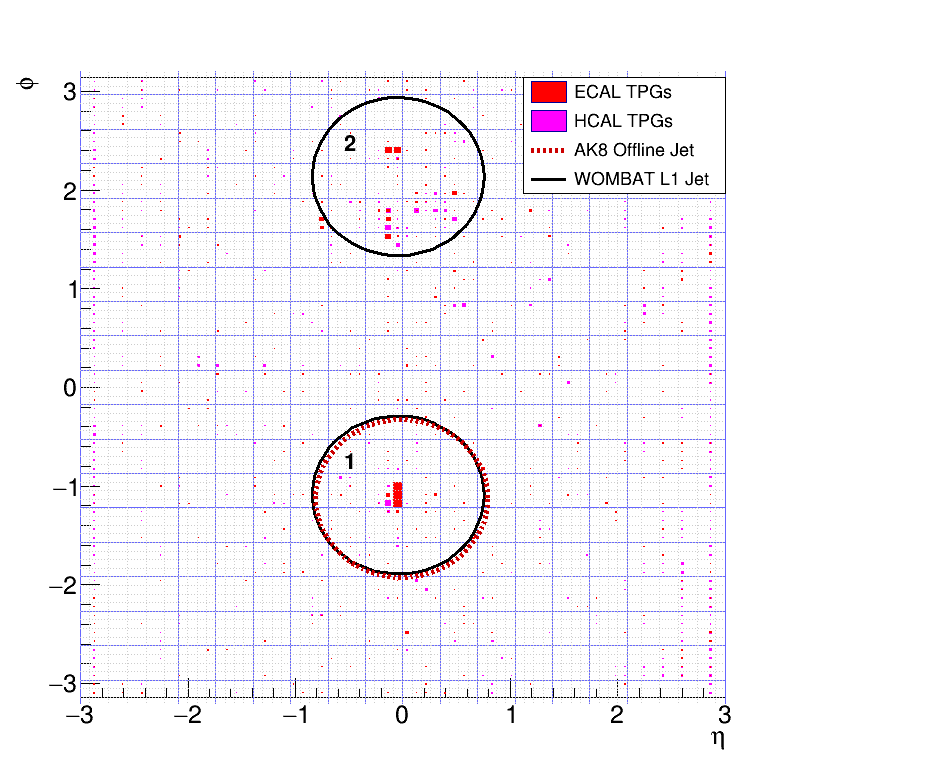 ϕ
3
2
1
0
−1
−2
−3
−3 −2 −1 0 1 2 3
η
ECAL TPGs
HCAL TPGs
AK8 Offline Jet
WOMBAT L1 Jet
2
1